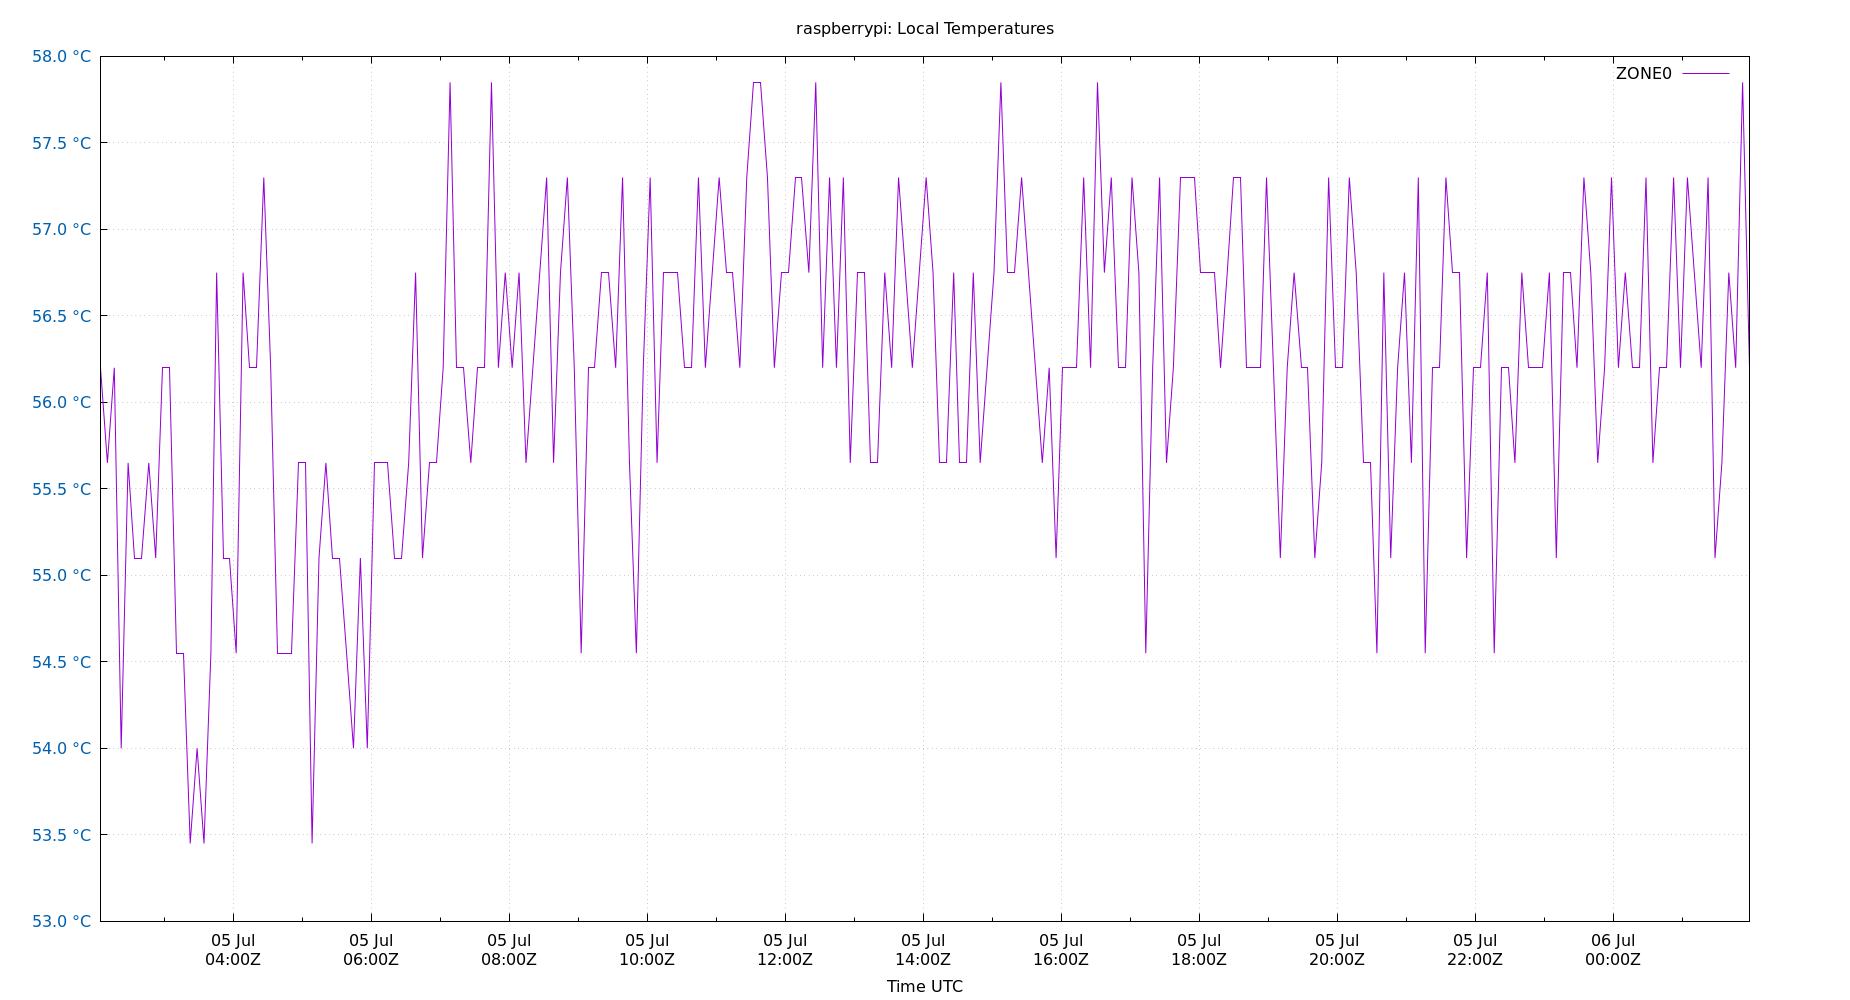 raspberrypi: Local Temperatures
58.0 °C
57.5 °C
57.0 °C
56.5 °C
56.0 °C
55.5 °C
55.0 °C
54.5 °C
54.0 °C
53.5 °C
53.0 °C
ZONE0
05 Jul 05 Jul 05 Jul 05 Jul 05 Jul 05 Jul 05 Jul 05 Jul 05 Jul 05 Jul 06 Jul
04:00Z 06:00Z 08:00Z 10:00Z 12:00Z 14:00Z 16:00Z 18:00Z 20:00Z 22:00Z 00:00Z
Time UTC